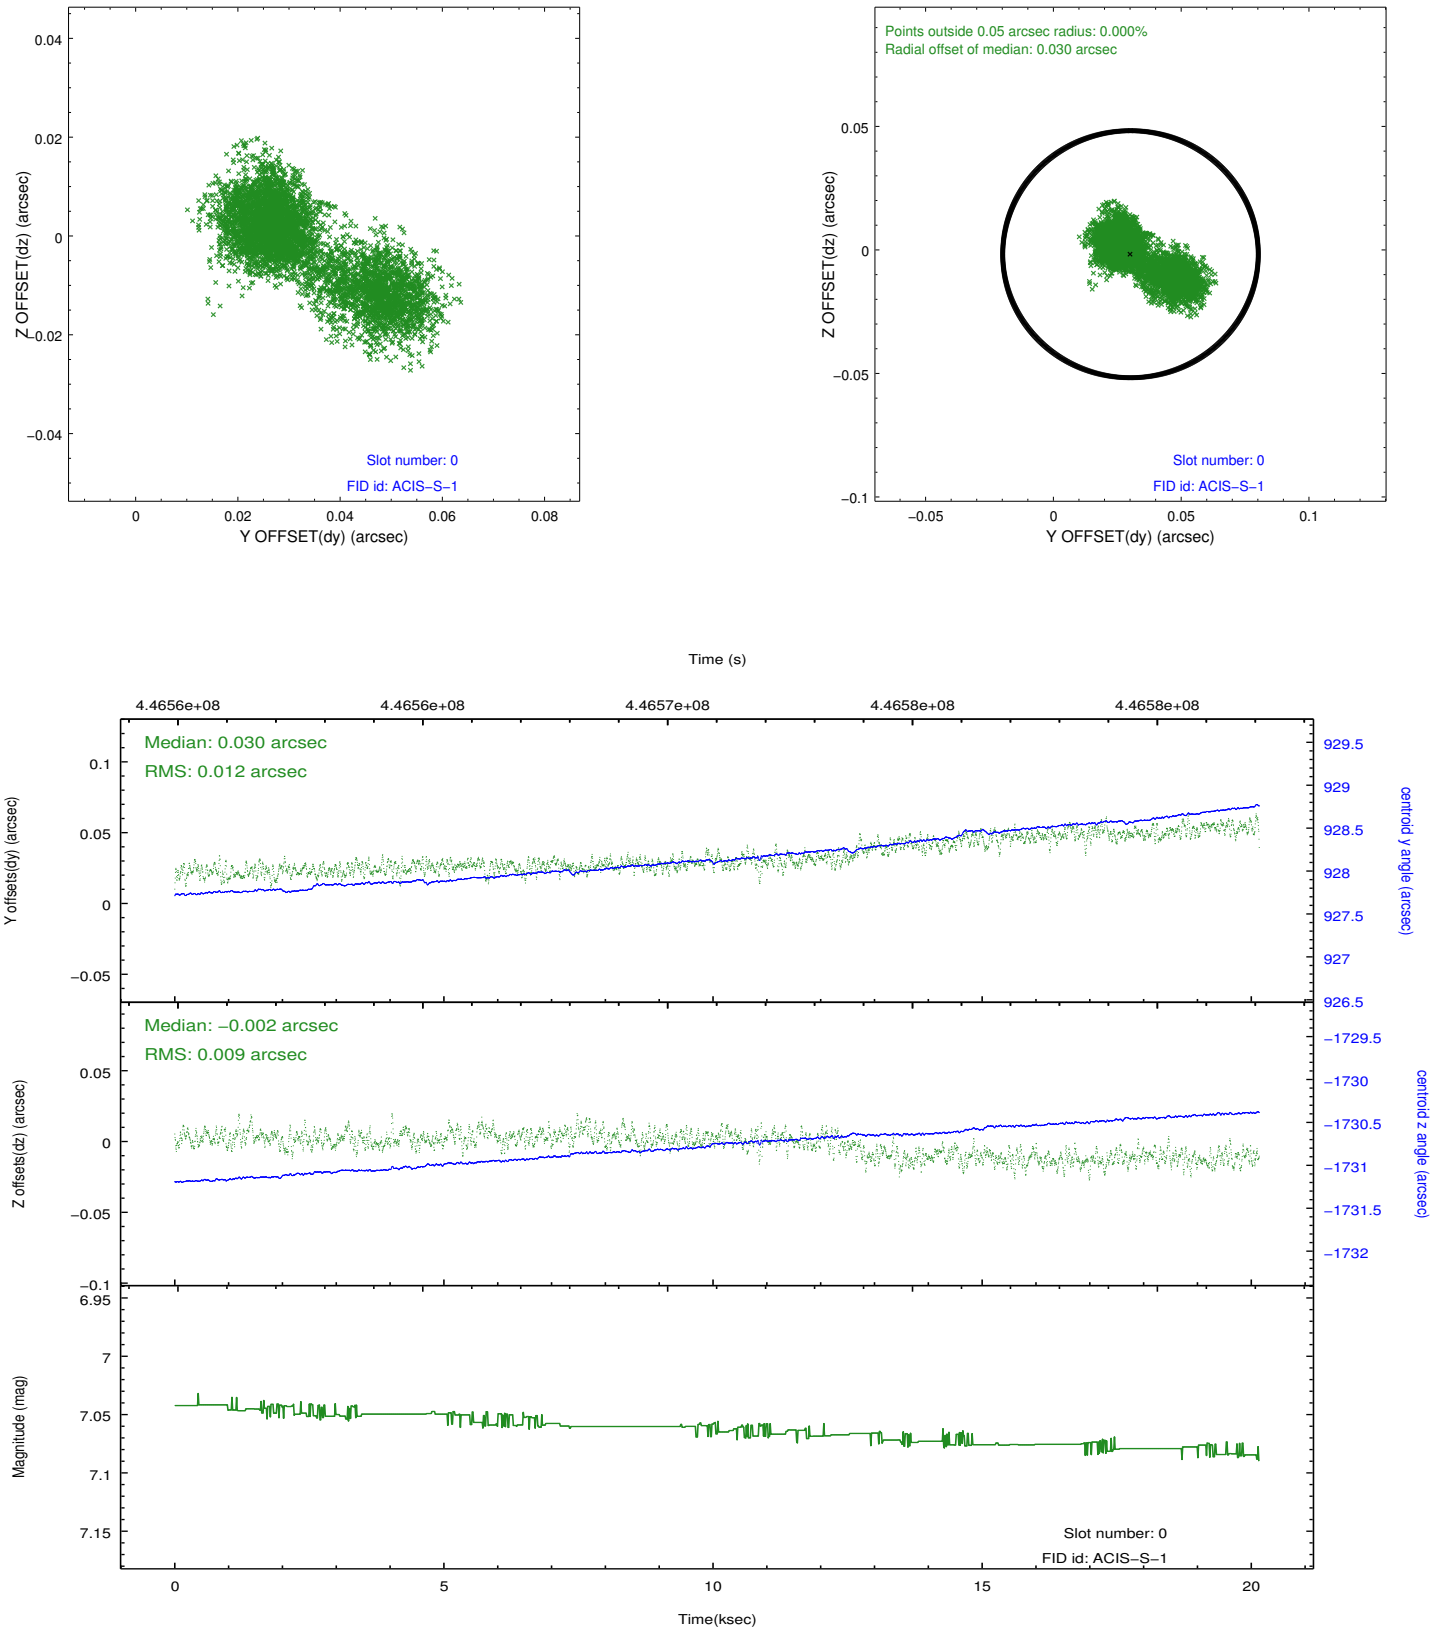 0.04
0.02
0
−0.02
−0.04
Z OFFSET(dz) (arcsec)
Slot number: 0
FID id: ACIS−S−1
0
0.02
0.04
0.06
0.08
Y OFFSET(dy) (arcsec)
Points outside 0.05 arcsec radius: 0.000%
Radial offset of median: 0.030 arcsec
0.05
0
−0.05
−0.1
Z OFFSET(dz) (arcsec)
Slot number: 0
FID id: ACIS−S−1
−0.05
0
0.05
0.1
Y OFFSET(dy) (arcsec)
Time (s)
4.4656e+08
4.4656e+08
4.4657e+08
4.4658e+08
4.4658e+08
Median: 0.030 arcsec
RMS: 0.012 arcsec
0.1
0.05
0
−0.05
Y offsets(dy) (arcsec)
929.5
929
928.5
928
927.5
927
926.5
centroid y angle (arcsec)
Median: −0.002 arcsec
RMS: 0.009 arcsec
0.05
0
−0.05
−0.1
Z offsets(dz) (arcsec)
−1729.5
−1730
−1730.5
−1731
−1731.5
−1732
centroid z angle (arcsec)
6.95
7
7.05
7.1
7.15
Magnitude (mag)
Slot number: 0
FID id: ACIS−S−1
0
5
10
15
20
Time(ksec)